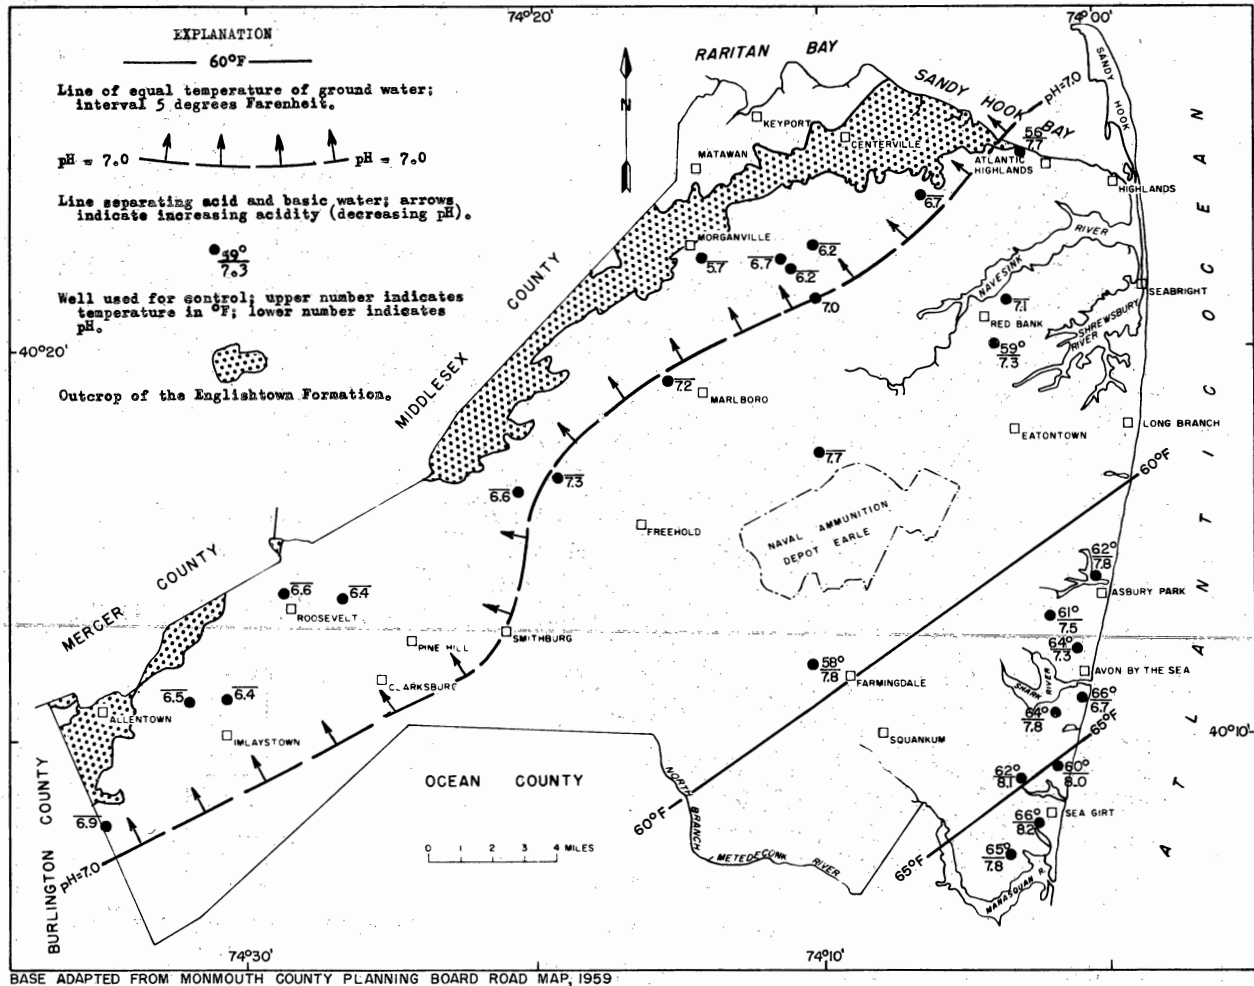 74°20'
74°00'
EXPLANATION
60°F
Line of equal temperature of ground water;
interval 5 degrees Farenheit.
pH = 7.0
pH = 7.0
Line separating acid and basic water; arrows
indicate increasing acidity (decreasing pH).
59°
7.3
Well used for control; upper number indicates
temperature in °F; lower number indicates
pH.
40°20'
Outcrop of the Englishtown Formation.
RARITAN BAY
SANDY HOOK BAY
SANDY HOOK
pH=7.0
N
KEYPORT
CENTERVILLE
MATAWAN
56
7.7
ATLANTIC
HIGHLANDS
HIGHLANDS
6.7
MORGANVILLE
5.7
6.7
6.2
6.2
7.0
NAVESINK RIVER
SEABRIGHT
7.1
RED BANK
SHREWSBURY
RIVER
59°
7.3
MIDDLESEX COUNTY
7.2
MARLBORO
EATONTOWN
LONG BRANCH
7.7
60°F
6.6
7.3
FREEHOLD
NAVAL AMMUNITION
DEPOT EARLE
ATLANTIC OCEAN
MERCER COUNTY
6.6
6.4
ROOSEVELT
62°
7.8
ASBURY PARK
61°
7.5
SMITHBURG
PINE HILL
64°
7.3
58°
7.8
FARMINGDALE
AVON BY THE SEA
SHARK RIVER
CLARKSBURG
6.5
6.4
ALLENTOWN
66°
6.7
64°
7.8
65°F
IMLAYSTOWN
SQUANKUM
40°10'
OCEAN COUNTY
62°
8.1
60°
8.0
NORTH BRANCH
METEDECONK RIVER
60°F
66°
8.2
SEA GIRT
6.9
65°
7.8
65°F
0 1 2 3 4 MILES
pH=7.0
MANASQUAN R.
BURLINGTON COUNTY
74°30'
74°10'
BASE ADAPTED FROM MONMOUTH COUNTY PLANNING BOARD ROAD MAP, 1959